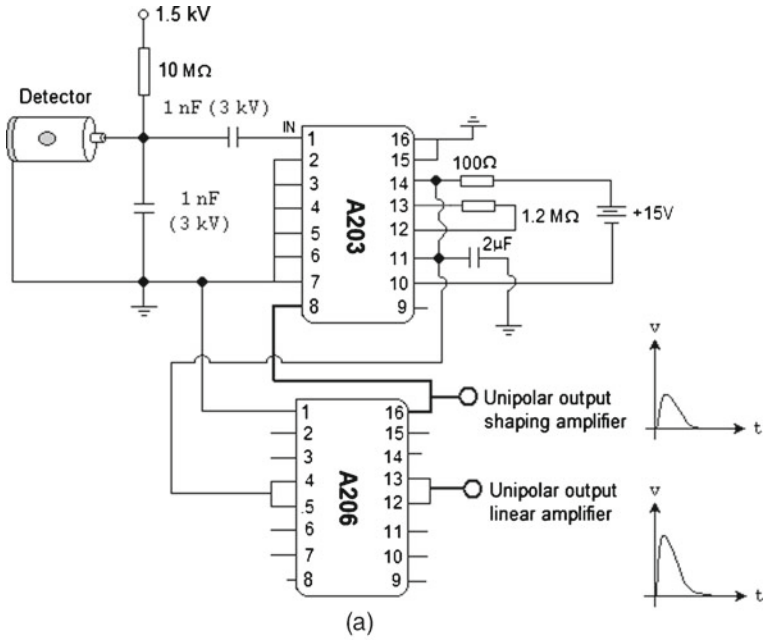 1.5 kV
10 MΩ
Detector
1 nF (3 kV)
IN
1 nF
(3 kV)
A203
1
2
3
4
5
6
7
8
16
15
14
13
12
11
10
9
100Ω
1.2 MΩ
+15V
2µF
A206
1
2
3
4
5
6
7
8
16
15
14
13
12
11
10
9
Unipolar output
shaping amplifier
Unipolar output
linear amplifier
v
t
v
t
(a)